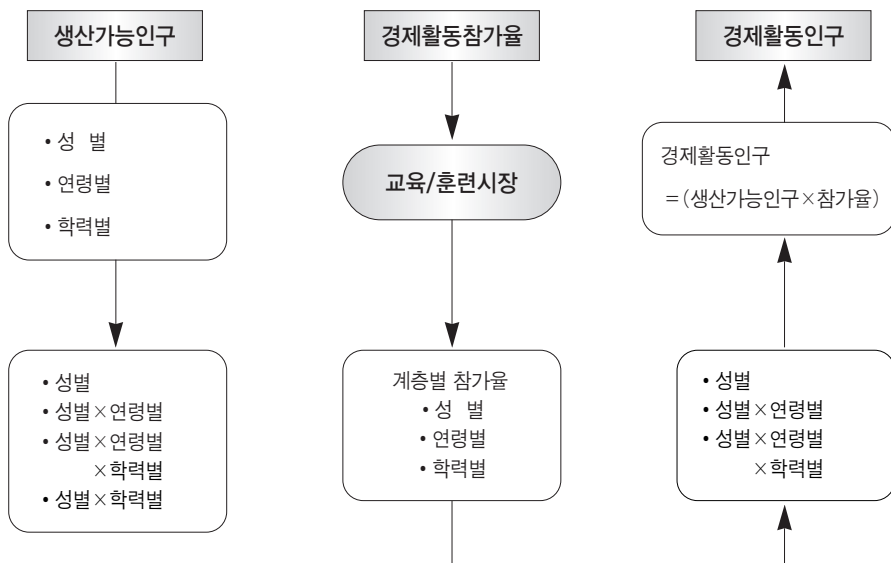 생산가능인구
• 성 별
• 연령별
• 학력별
• 성별
• 성별×연령별
• 성별×연령별
×학력별
• 성별×학력별
경제활동참가율
교육/훈련시장
계층별 참가율
• 성 별
• 연령별
• 학력별
경제활동인구
경제활동인구
=(생산가능인구×참가율)
• 성별
• 성별×연령별
• 성별×연령별
×학력별